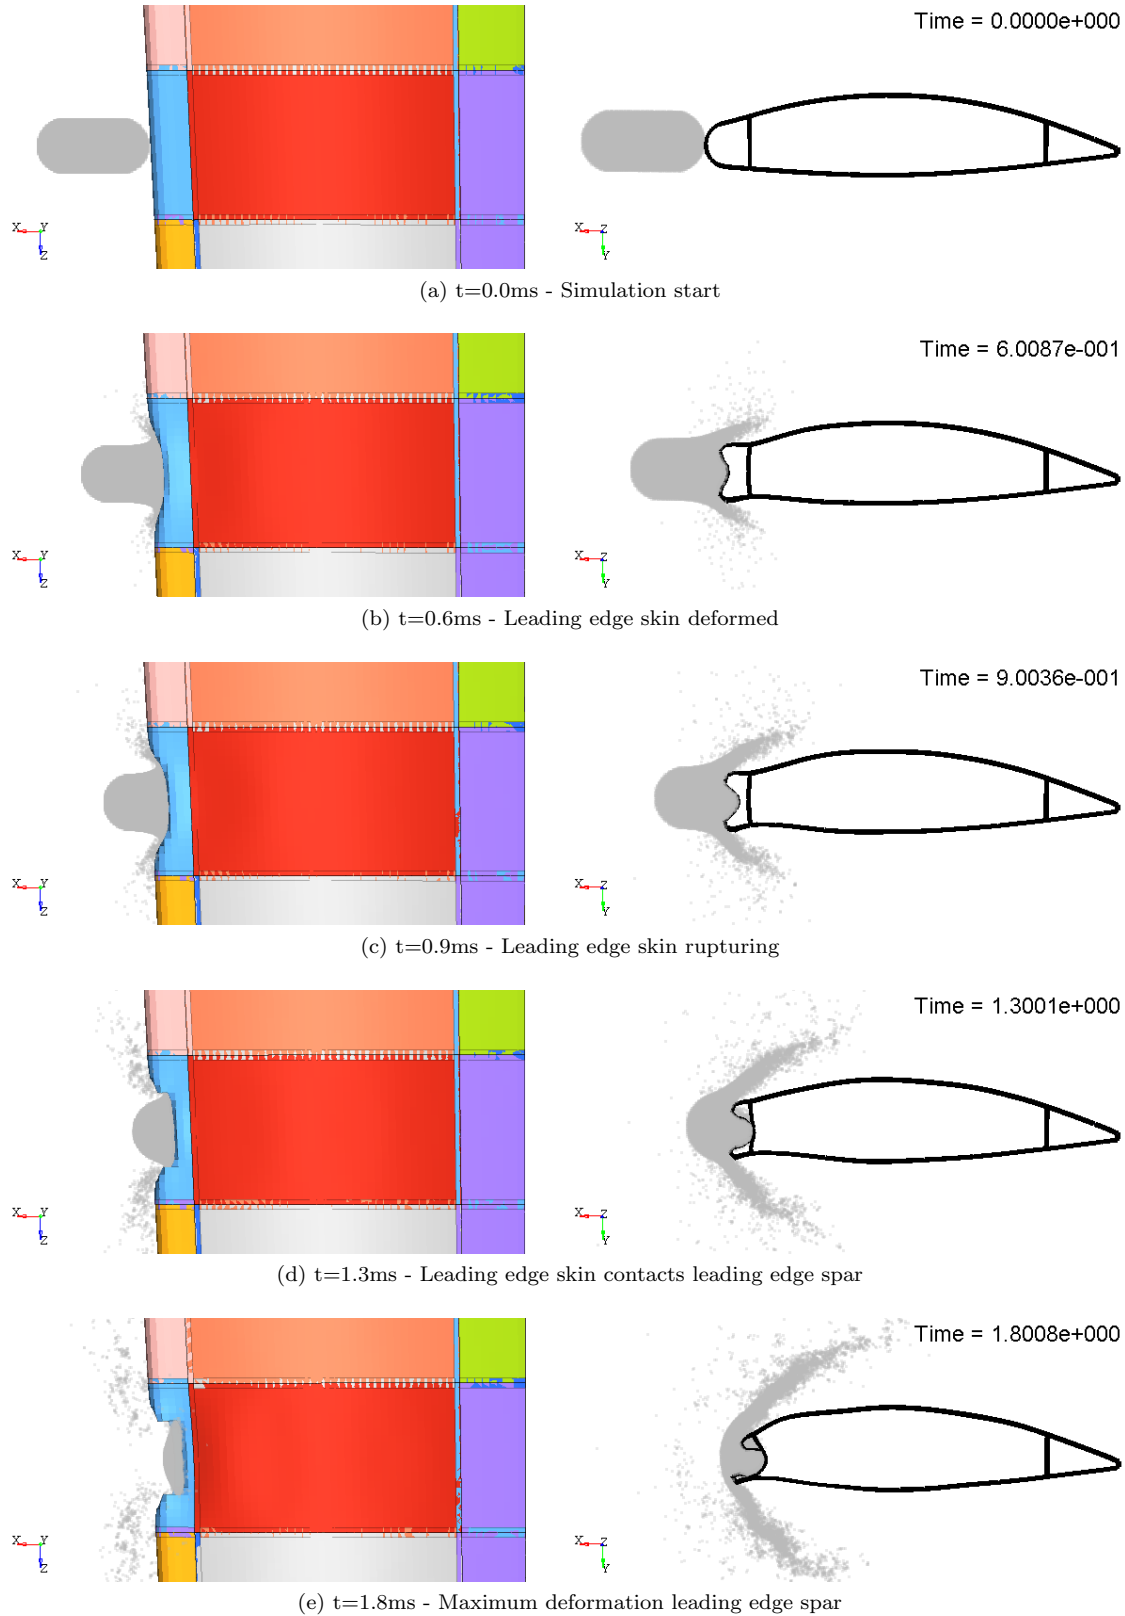 Time = 0.0000e+000
X Y Z
X Z Y
(a) t=0.0ms - Simulation start
Time = 6.0087e-001
X Y Z
X Z Y
(b) t=0.6ms - Leading edge skin deformed
Time = 9.0036e-001
X Y Z
X Z Y
(c) t=0.9ms - Leading edge skin rupturing
Time = 1.3001e+000
X Y Z
X Z Y
(d) t=1.3ms - Leading edge skin contacts leading edge spar
Time = 1.8008e+000
X Y Z
X Z Y
(e) t=1.8ms - Maximum deformation leading edge spar